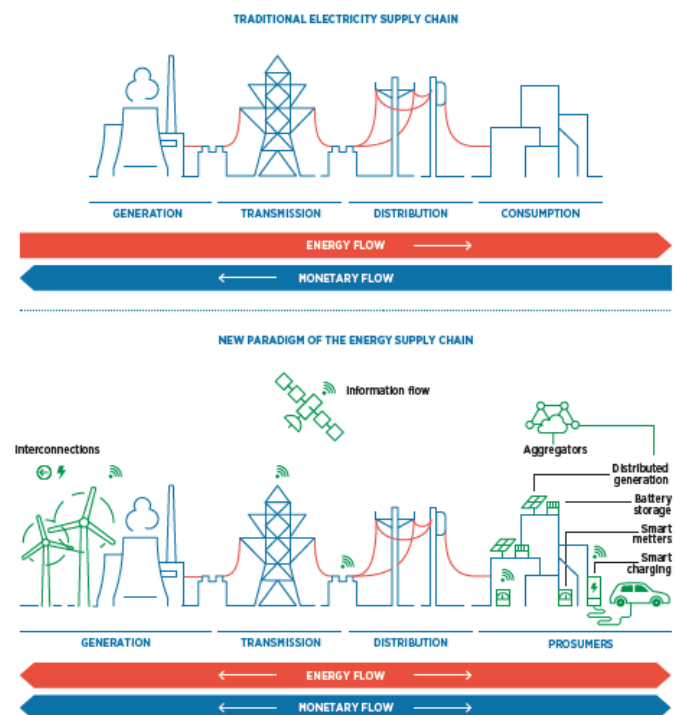 TRADITIONAL ELECTRICITY SUPPLY CHAIN
GENERATION
TRANSMISSION
DISTRIBUTION
CONSUMPTION
ENERGY FLOW
MONETARY FLOW
NEW PARADIGM OF THE ENERGY SUPPLY CHAIN
Information flow
Interconnections
Aggregators
Distributed
generation
Battery
storage
Smart
metters
Smart
charging
GENERATION
TRANSMISSION
DISTRIBUTION
PROSUMERS
ENERGY FLOW
MONETARY FLOW